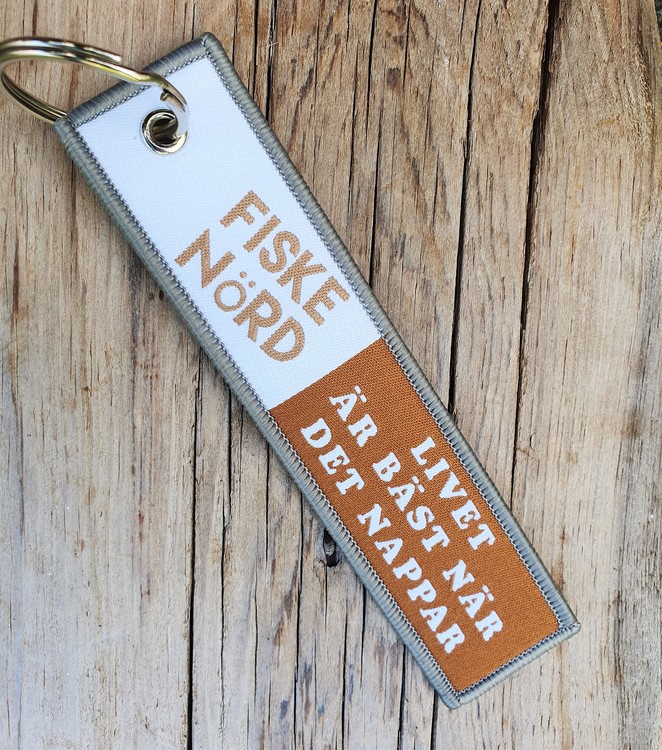 FISKE
NÖRD
LIVET
ÄR BÄST NÄR
DET NAPPAR